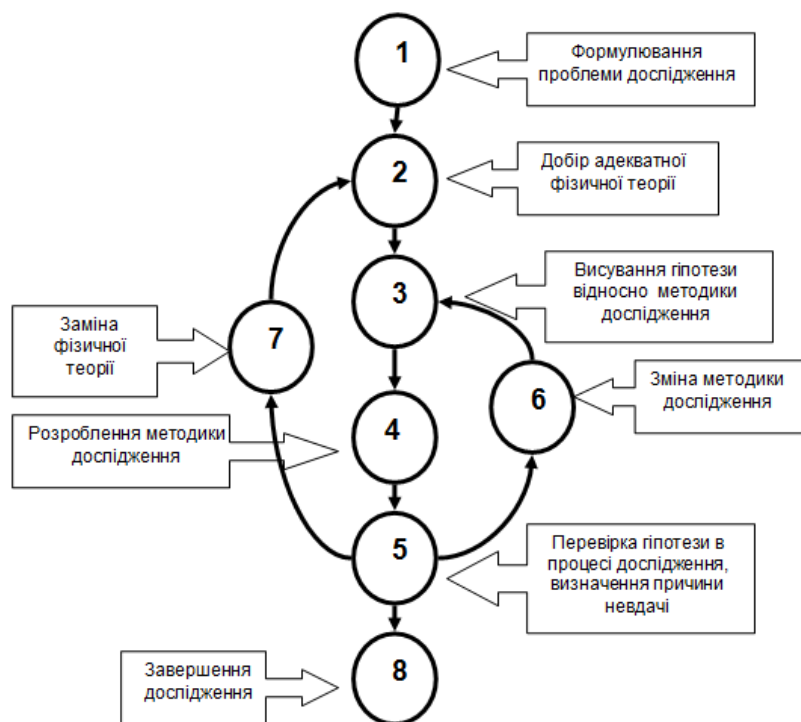 1
Формулювання
проблеми дослідження
2
Добір адекватної
фізичної теорії
3
Висування гіпотези
відносно методики
дослідження
Заміна
фізичної
теорії
7
6
Зміна методики
дослідження
4
Розроблення методики
дослідження
5
Перевірка гіпотези в
процесі дослідження,
визначення причини
невдачі
Завершення
дослідження
8